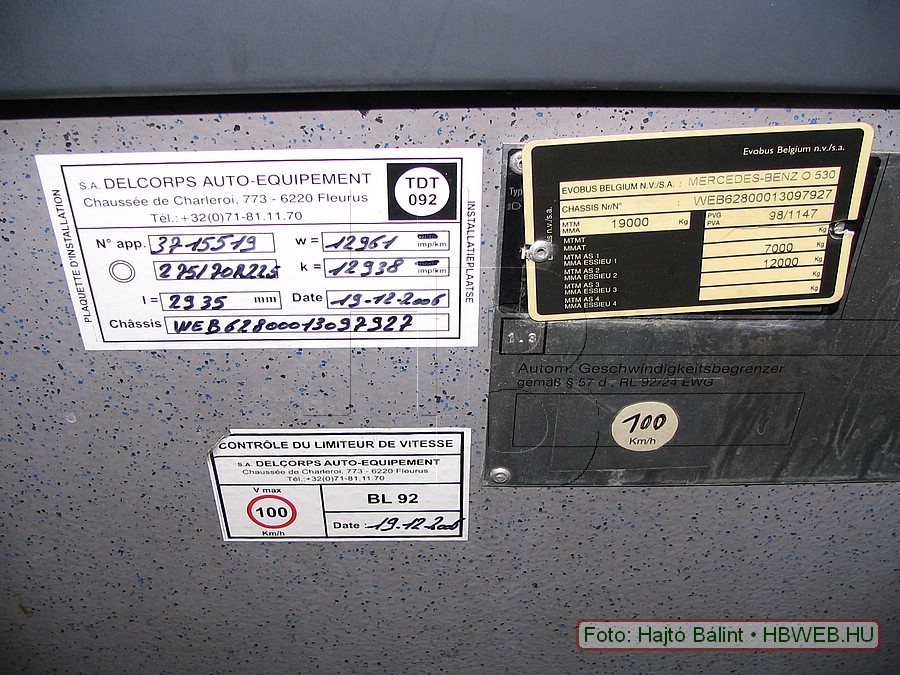 PLAQUETTE D'INSTALLATION
S.A. DELCORPS AUTO-EQUIPEMENT
Chaussée de Charleroi, 773 - 6220 Fleurus
Tél.:+32(0)71-81.11.70
TDT
092
N° app. 3715519 w = 12961 imp/km
275/70R22,5 k = 12938 imp/km
l = 2935 mm Date 19-12-2006
Châssis WEB62800013097927
INSTALLATIEPLAATSE
CONTRÔLE DU LIMITEUR DE VITESSE
S.A. DELCORPS AUTO-EQUIPEMENT
Chaussée de Charleroi, 773 - 6220 Fleurus
Tél.:+32(0)71-81.11.70
V max
100
Km/h
BL 92
Date : 19.12.2006
Evobus Belgium n.v./s.a.
EVOBUS BELGIUM N.V./S.A. : MERCEDES-BENZ O 530
CHASSIS Nr/N° : WEB62800013097927
MTM
MMA
19000 Kg
PVG
PVA
98/1147
MTMT
MMAT
Kg
MTM AS 1
MMA ESSIEU 1
7000 Kg
MTM AS 2
MMA ESSIEU 2
12000 Kg
MTM AS 3
MMA ESSIEU 3
Kg
MTM AS 4
MMA ESSIEU 4
Kg
n.v./s.a.
Typ
1.3
Autom. Geschwindigkeitsbegrenzer
gemäß § 57 d , RL 92/24 EWG
100
Km/h
Foto: Hajtó Bálint • HBWEB.HU